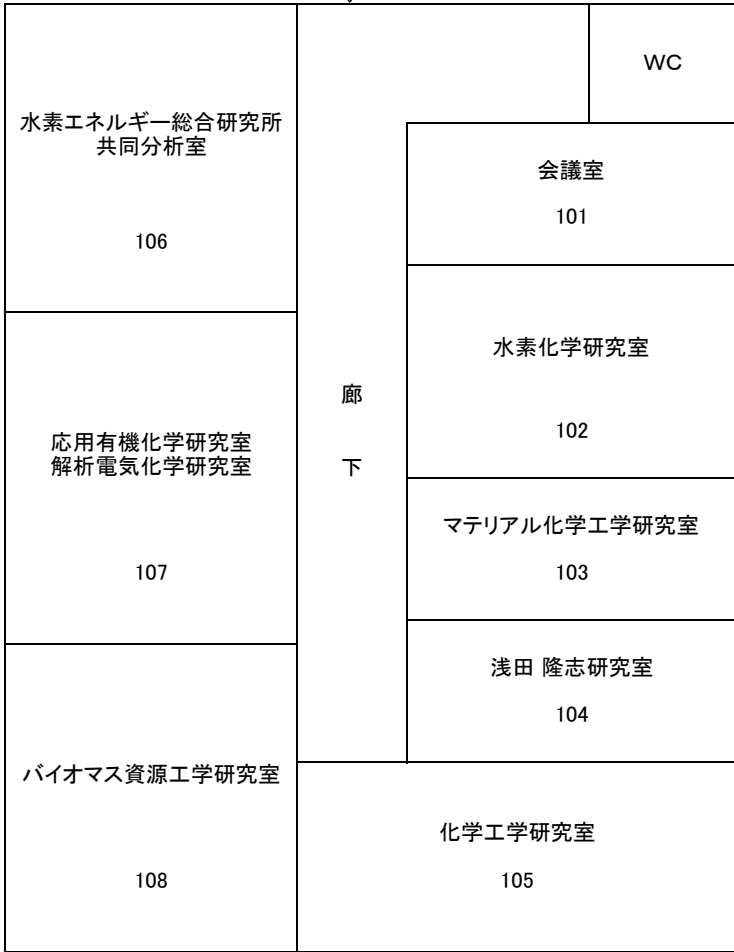 水素エネルギー総合研究所
共同分析室
106
応用有機化学研究室
解析電気化学研究室
107
バイオマス資源工学研究室
108
廊
下
WC
会議室
101
水素化学研究室
102
マテリアル化学工学研究室
103
浅田 隆志研究室
104
化学工学研究室
105